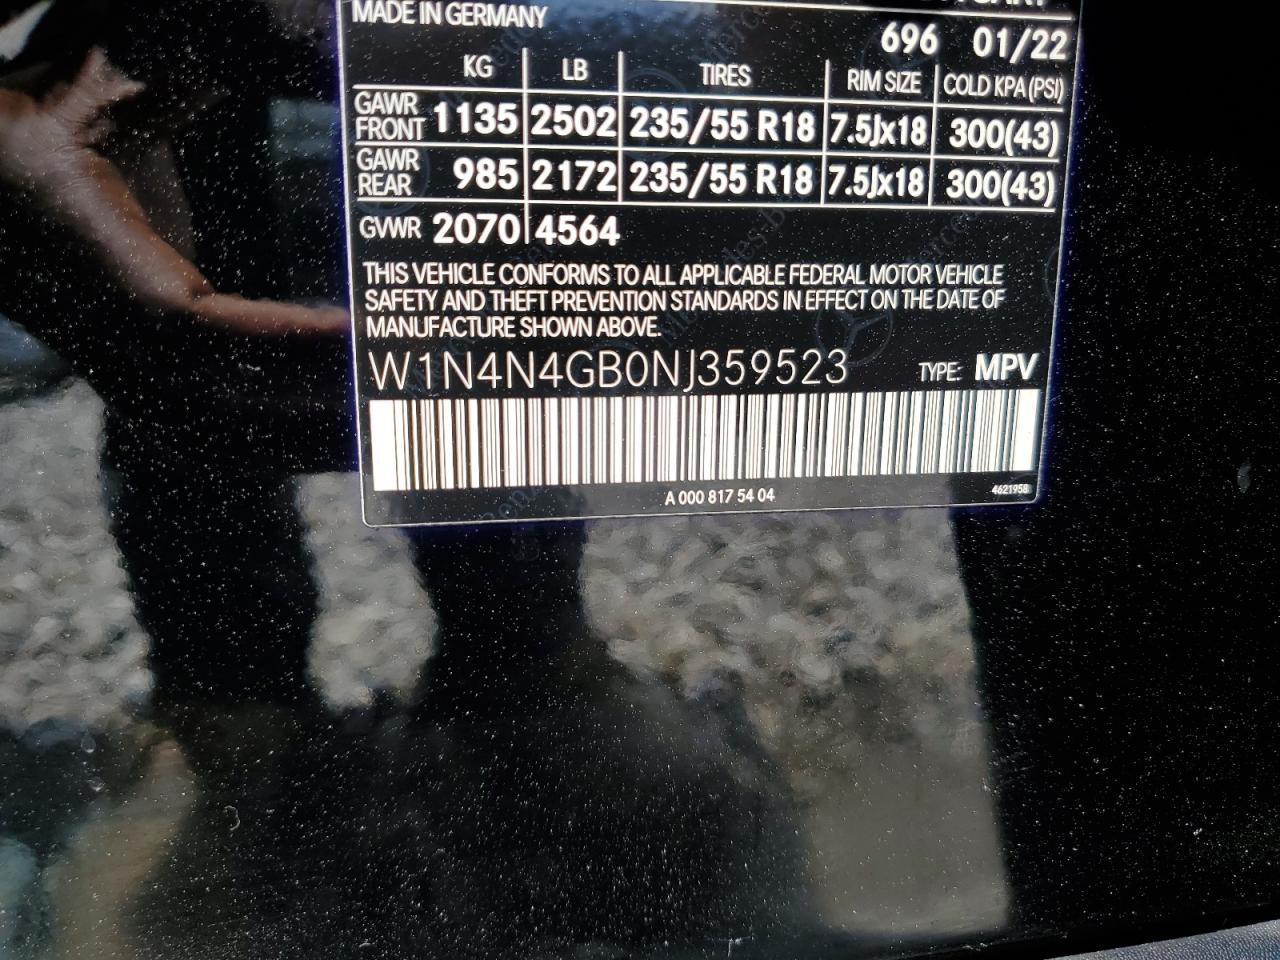 MADE IN GERMANY
696 01/22
KG LB TIRES RIM SIZE COLD KPA (PSI)
GAWR FRONT 1135 2502 235/55 R18 7.5Jx18 300(43)
GAWR REAR 985 2172 235/55 R18 7.5Jx18 300(43)
GVWR 2070 4564
THIS VEHICLE CONFORMS TO ALL APPLICABLE FEDERAL MOTOR VEHICLE
SAFETY AND THEFT PREVENTION STANDARDS IN EFFECT ON THE DATE OF
MANUFACTURE SHOWN ABOVE.
W1N4N4GB0NJ359523 TYPE: MPV
A 000 817 54 04
4621958